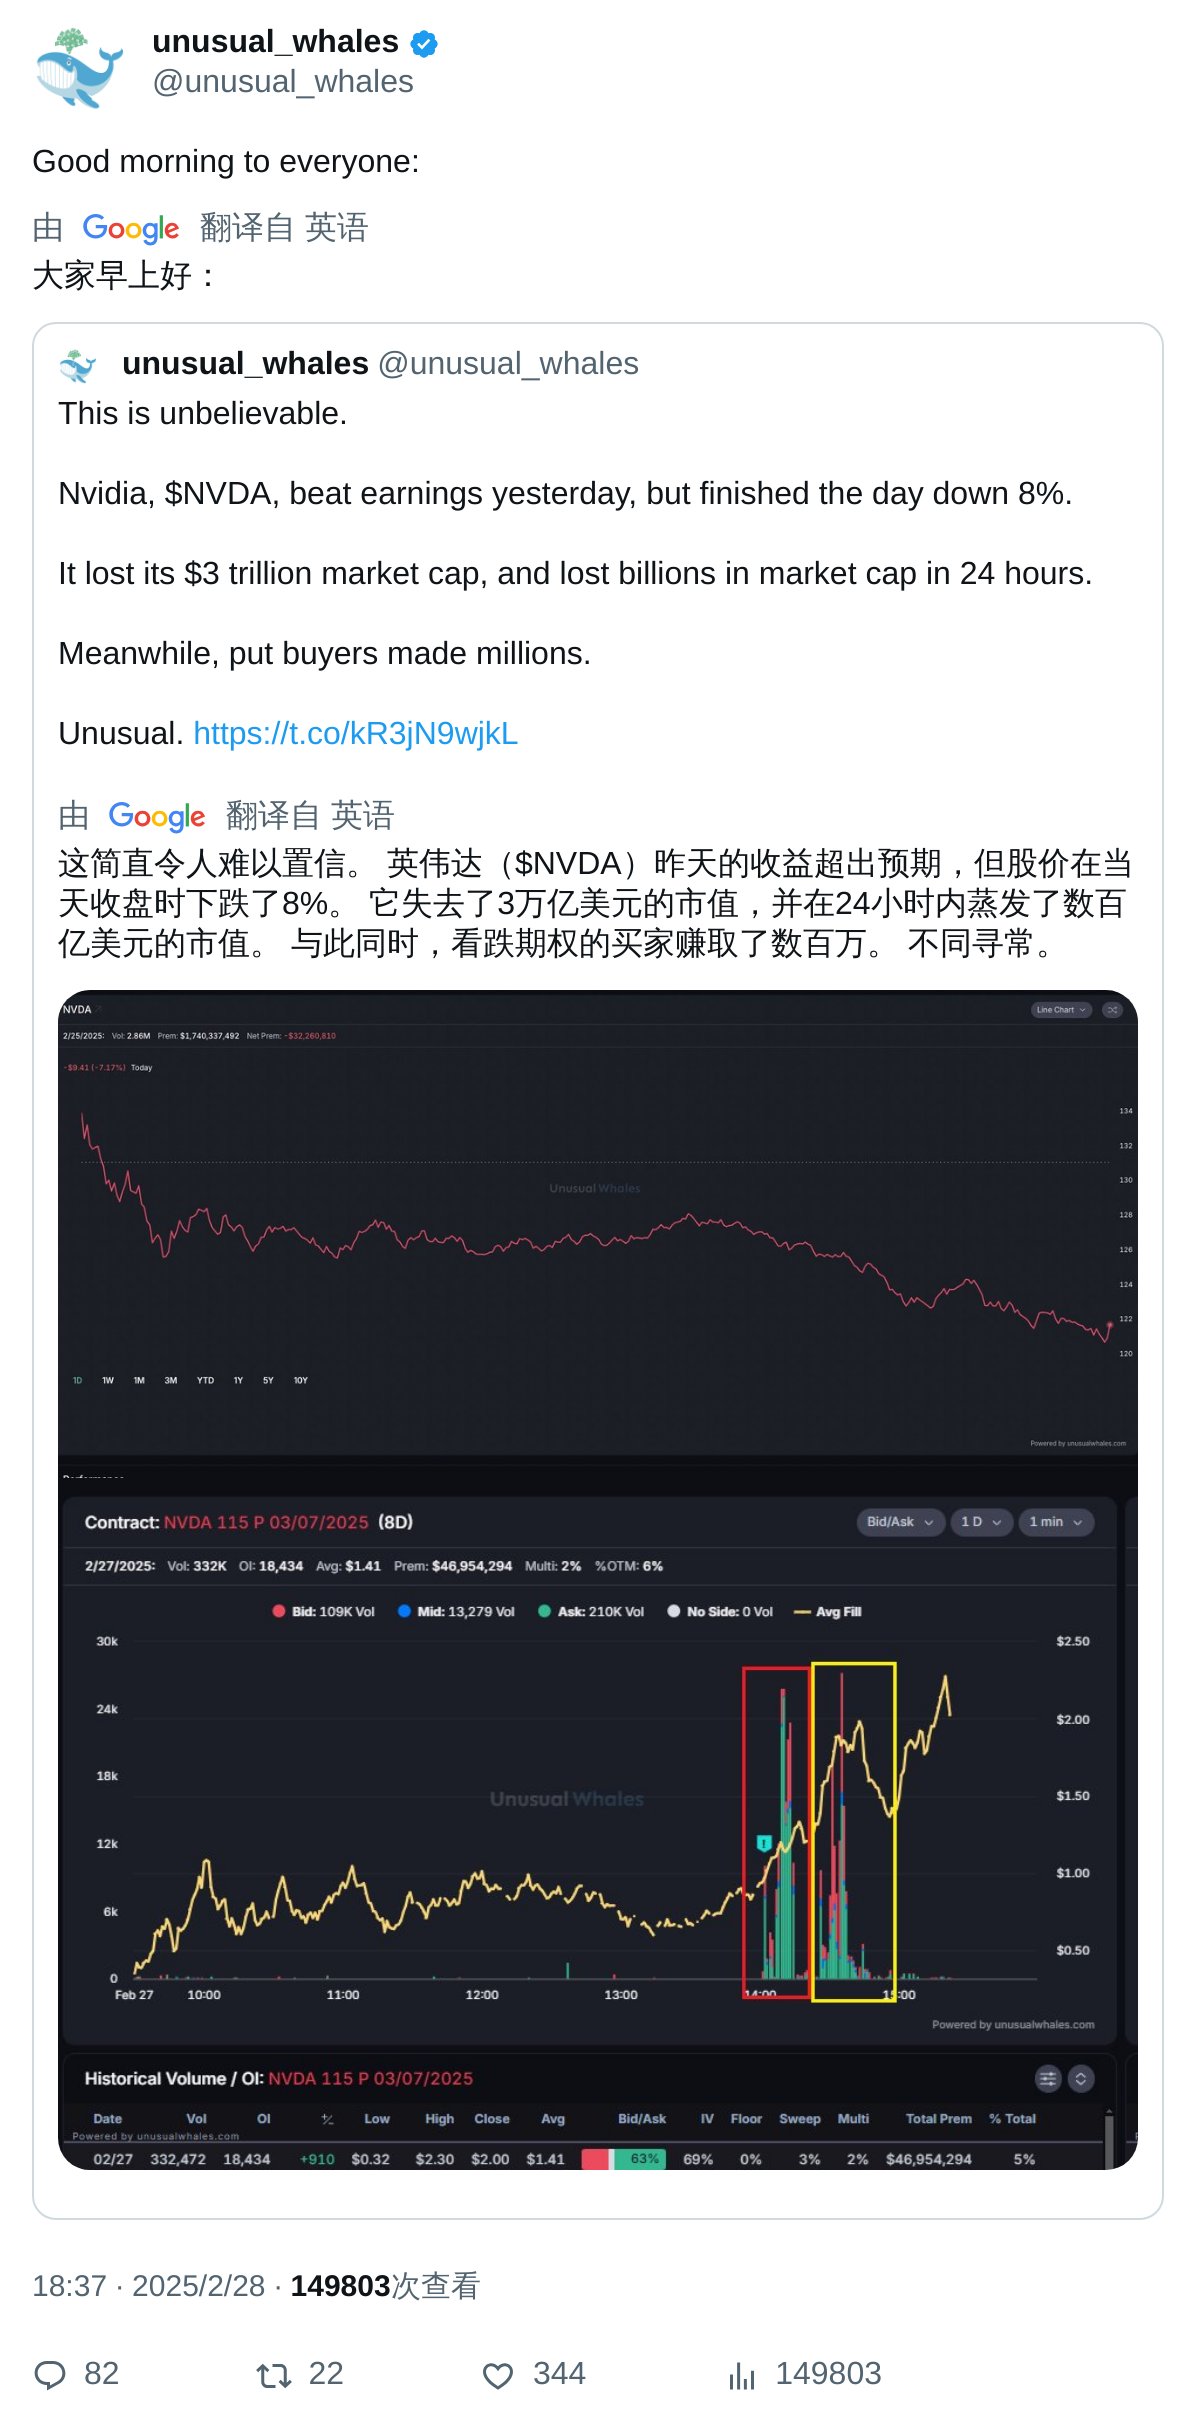 unusual_whales
@unusual_whales
Good morning to everyone:
由 Google 翻译自 英语
大家早上好：
unusual_whales @unusual_whales
This is unbelievable.
Nvidia, $NVDA, beat earnings yesterday, but finished the day down 8%.
It lost its $3 trillion market cap, and lost billions in market cap in 24 hours.
Meanwhile, put buyers made millions.
Unusual. https://t.co/kR3jN9wjkL
由 Google 翻译自 英语
这简直令人难以置信。 英伟达（$NVDA）昨天的收益超出预期，但股价在当
天收盘时下跌了8%。 它失去了3万亿美元的市值，并在24小时内蒸发了数百
亿美元的市值。 与此同时，看跌期权的买家赚取了数百万。 不同寻常。
NVDA
Line Chart
2/25/2025: Vol: 2.86M Prem: $1,740,337,492 Net Prem: -$32,260,810
-$9.41 (-7.17%) Today
134
132
130
Unusual Whales
128
126
124
122
120
1D 1W 1M 3M YTD 1Y 5Y 10Y
Powered by unusualwhales.com
Contract: NVDA 115 P 03/07/2025 (8D)
Bid/Ask 1 D 1 min
2/27/2025: Vol: 332K OI: 18,434 Avg: $1.41 Prem: $46,954,294 Multi: 2% %OTM: 6%
Bid: 109K Vol Mid: 13,279 Vol Ask: 210K Vol No Side: 0 Vol Avg Fill
30k $2.50
24k $2.00
18k $1.50
Unusual Whales
12k $1.00
6k $0.50
0
Feb 27 10:00 11:00 12:00 13:00 14:00 15:00
Powered by unusualwhales.com
Historical Volume / OI: NVDA 115 P 03/07/2025
Date Vol OI +/- Low High Close Avg Bid/Ask IV Floor Sweep Multi Total Prem % Total
Powered by unusualwhales.com
02/27 332,472 18,434 +910 $0.32 $2.30 $2.00 $1.41 63% 69% 0% 3% 2% $46,954,294 5%
18:37 · 2025/2/28 · 149803次查看
82 22 344 149803